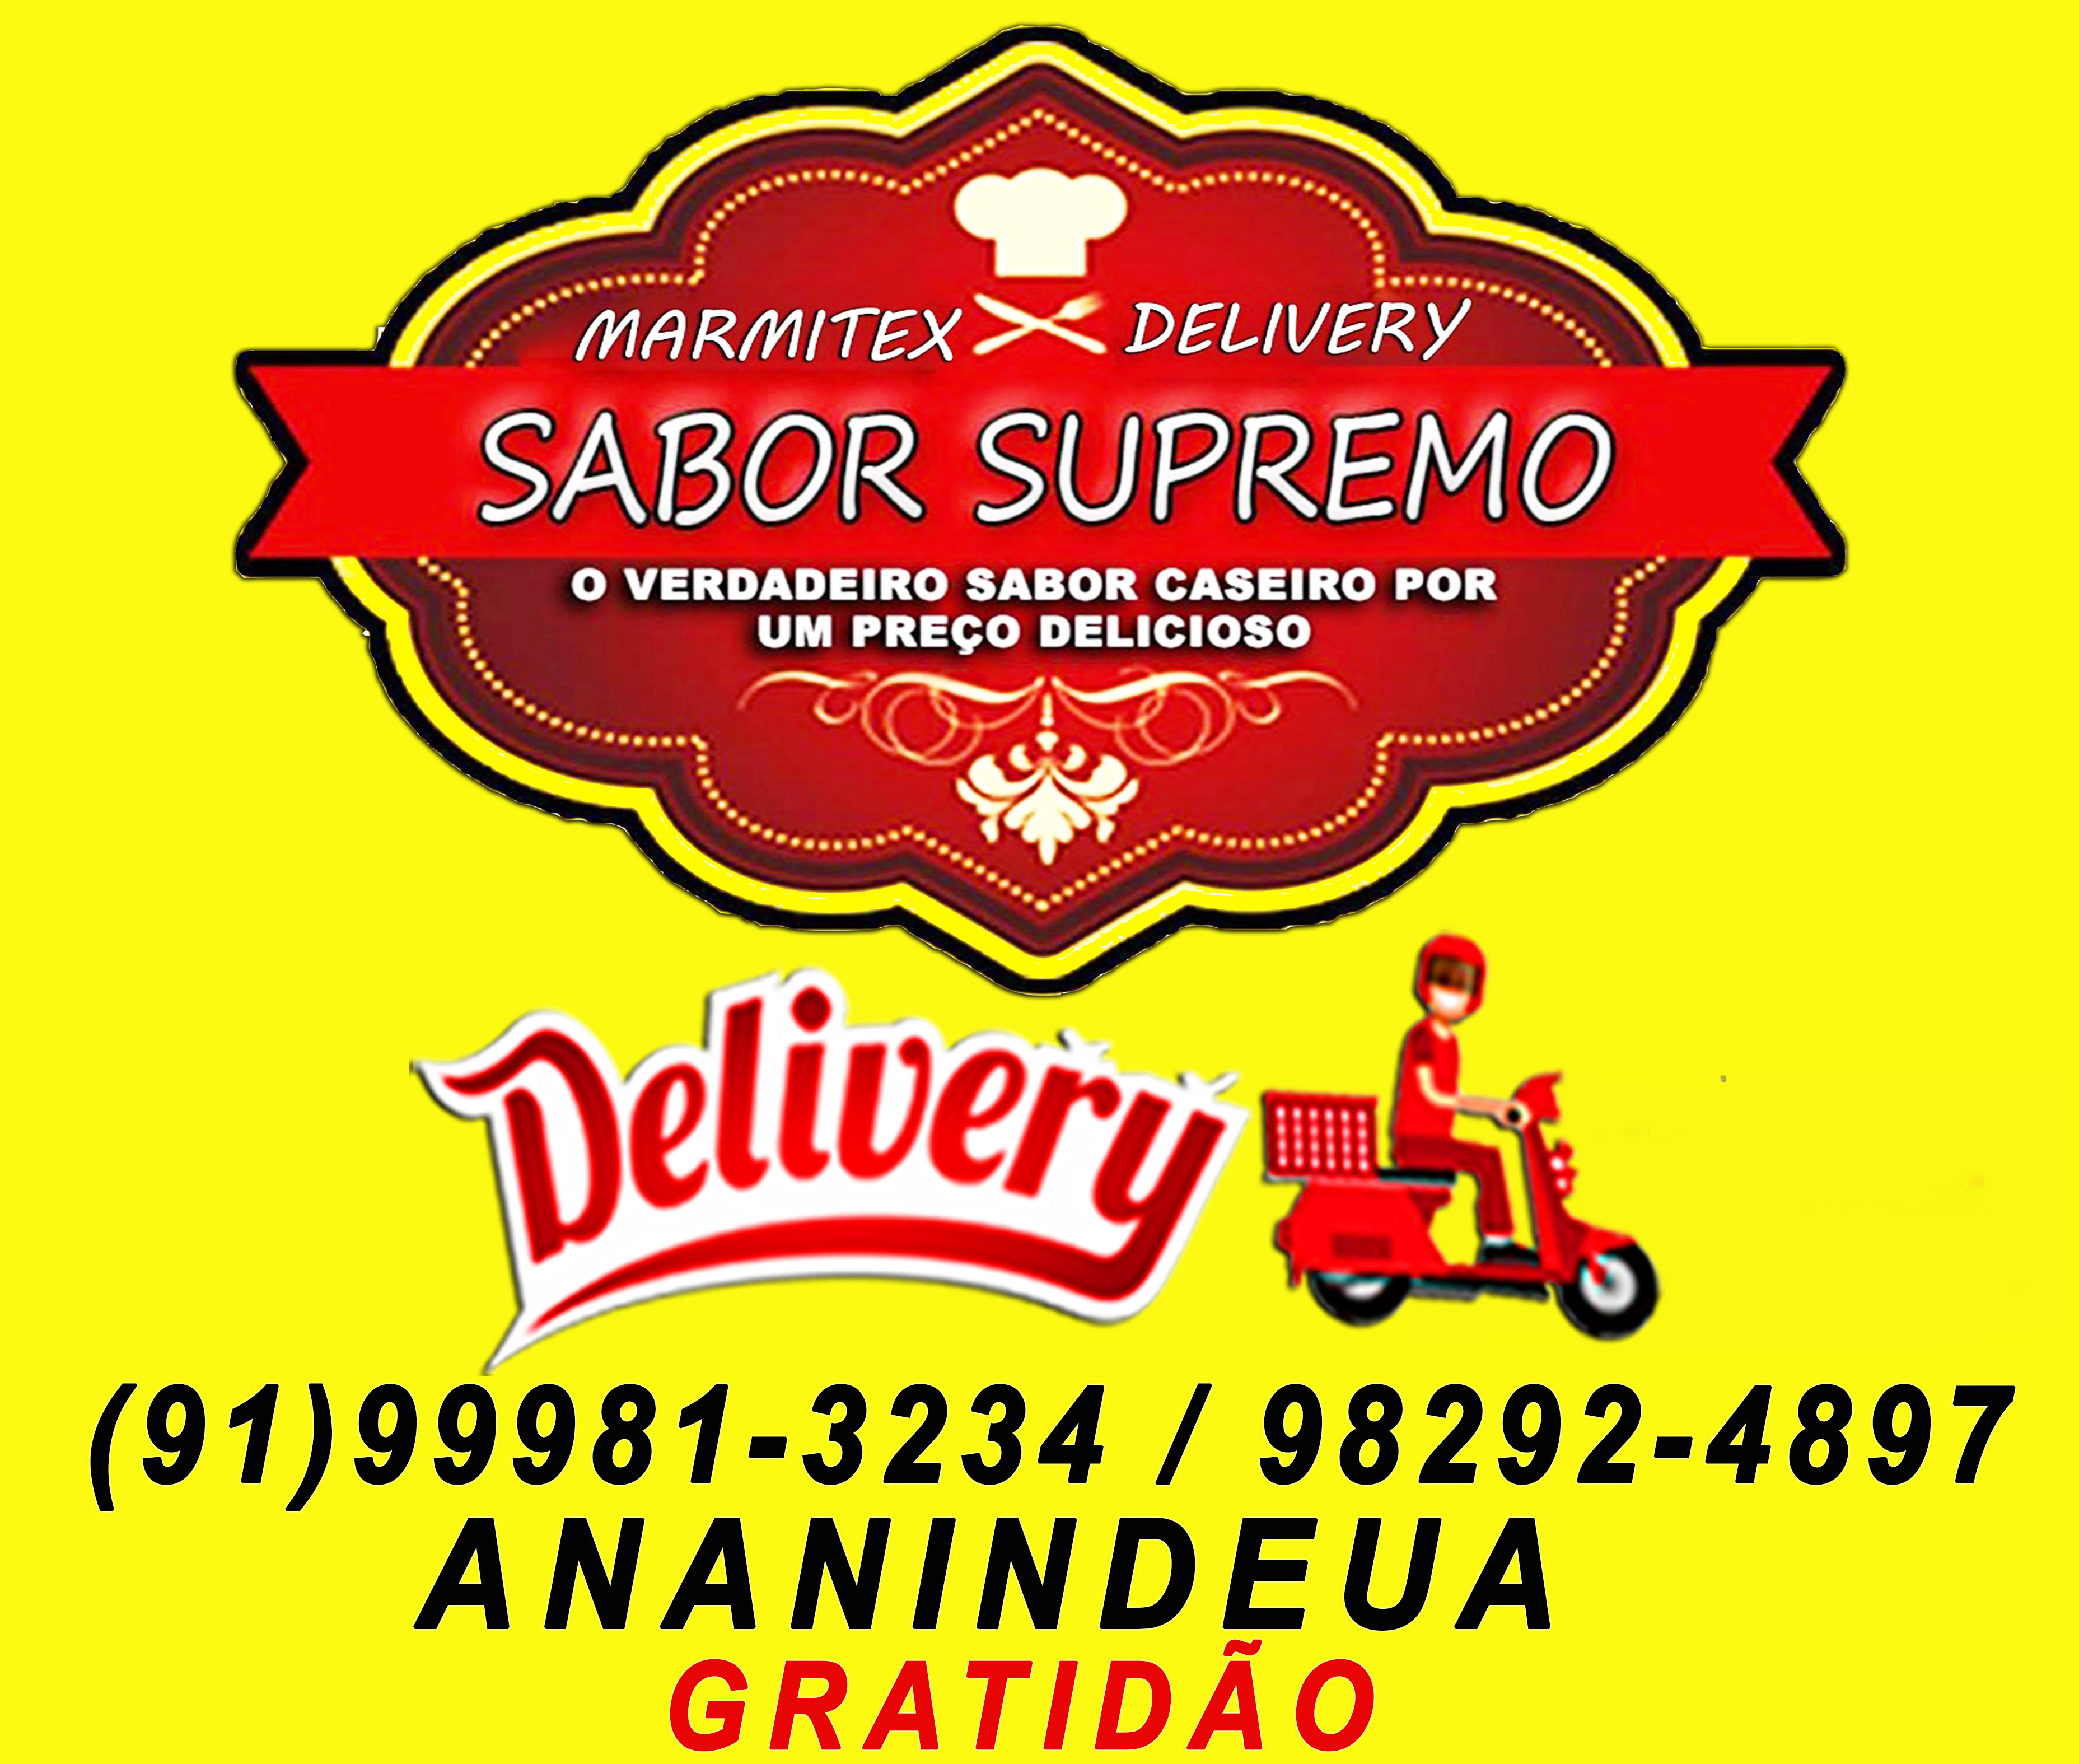 MARMITEX DELIVERY
SABOR SUPREMO
O VERDADEIRO SABOR CASEIRO POR
UM PREÇO DELICIOSO
Delivery
(91)99981-3234 / 98292-4897
ANANINDEUA
GRATIDÃO